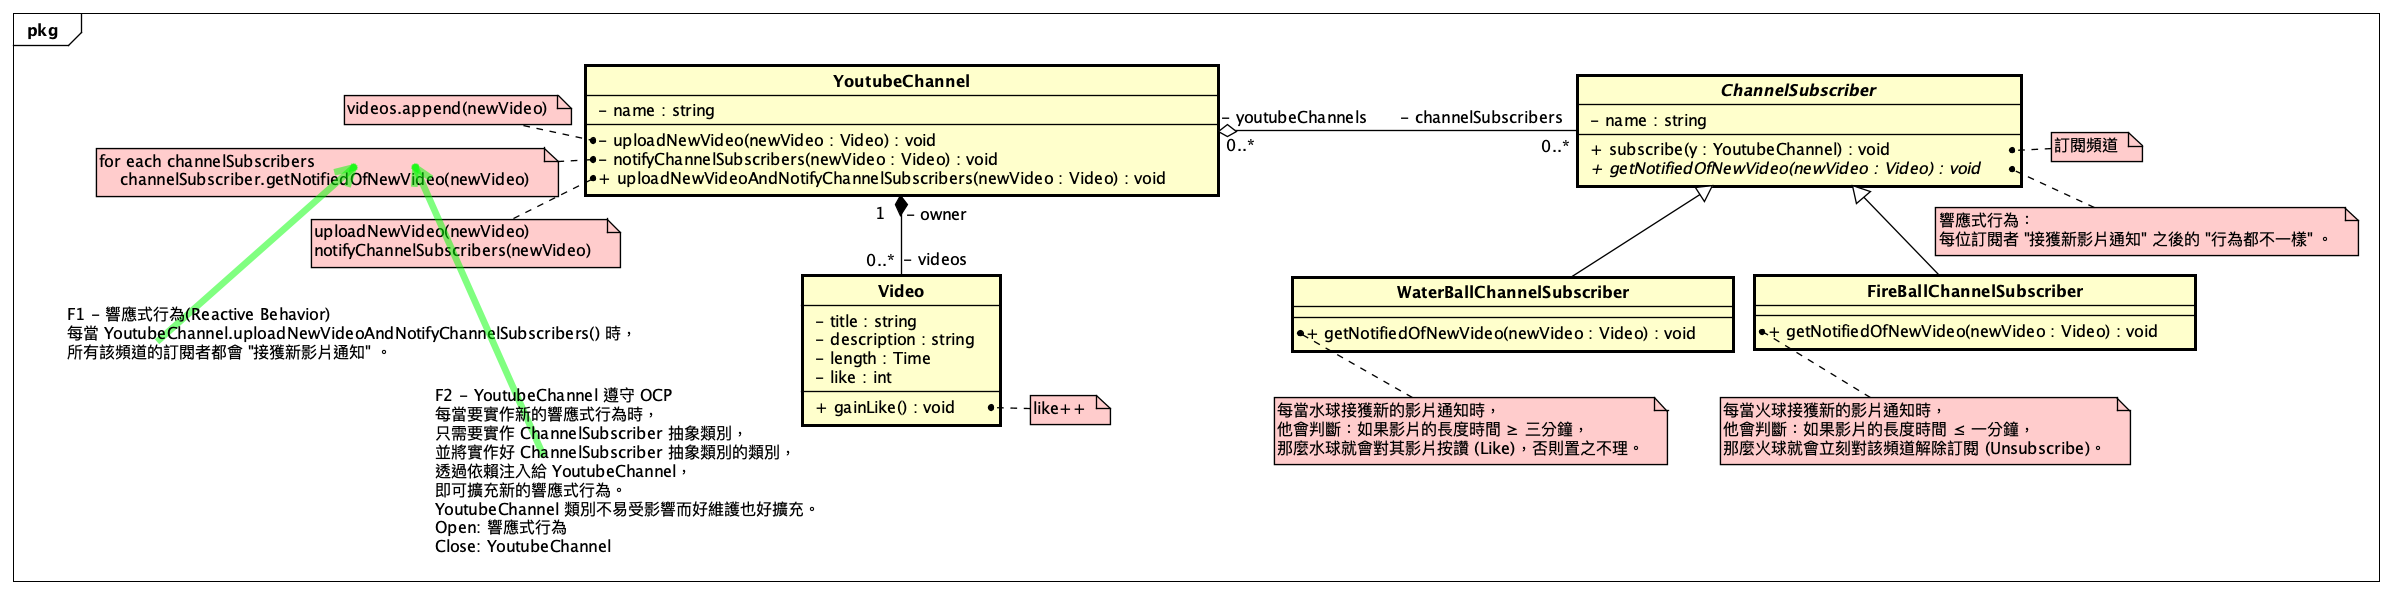 pkg
YoutubeChannel
– name : string
– uploadNewVideo(newVideo : Video) : void
– notifyChannelSubscribers(newVideo : Video) : void
+ uploadNewVideoAndNotifyChannelSubscribers(newVideo : Video) : void
videos.append(newVideo)
for each channelSubscribers
channelSubscriber.getNotifiedOfNewVideo(newVideo)
uploadNewVideo(newVideo)
notifyChannelSubscribers(newVideo)
– youtubeChannels
0..*
– channelSubscribers
0..*
ChannelSubscriber
– name : string
+ subscribe(y : YoutubeChannel) : void
+ getNotifiedOfNewVideo(newVideo : Video) : void
訂閱頻道
響應式行為：
每位訂閱者 "接獲新影片通知" 之後的 "行為都不一樣" 。
1
– owner
0..*
– videos
Video
– title : string
– description : string
– length : Time
– like : int
+ gainLike() : void
like++
WaterBallChannelSubscriber
+ getNotifiedOfNewVideo(newVideo : Video) : void
FireBallChannelSubscriber
+ getNotifiedOfNewVideo(newVideo : Video) : void
每當水球接獲新的影片通知時，
他會判斷：如果影片的長度時間 ≥ 三分鐘，
那麼水球就會對其影片按讚 (Like)，否則置之不理。
每當火球接獲新的影片通知時，
他會判斷：如果影片的長度時間 ≤ 一分鐘，
那麼火球就會立刻對該頻道解除訂閱 (Unsubscribe)。
F1 – 響應式行為(Reactive Behavior)
每當 YoutubeChannel.uploadNewVideoAndNotifyChannelSubscribers() 時，
所有該頻道的訂閱者都會 "接獲新影片通知" 。
F2 – YoutubeChannel 遵守 OCP
每當要實作新的響應式行為時，
只需要實作 ChannelSubscriber 抽象類別，
並將實作好 ChannelSubscriber 抽象類別的類別，
透過依賴注入給 YoutubeChannel，
即可擴充新的響應式行為。
YoutubeChannel 類別不易受影響而好維護也好擴充。
Open: 響應式行為
Close: YoutubeChannel